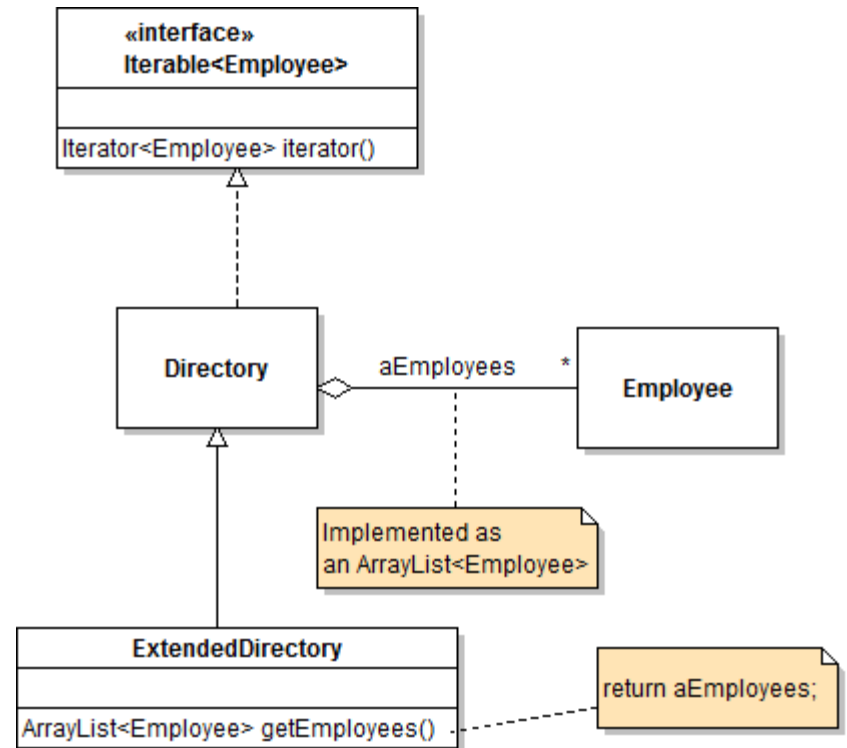 «interface»
Iterable<Employee>
Iterator<Employee> iterator()
Directory
aEmployees *
Employee
Implemented as
an ArrayList<Employee>
ExtendedDirectory
ArrayList<Employee> getEmployees()
return aEmployees;